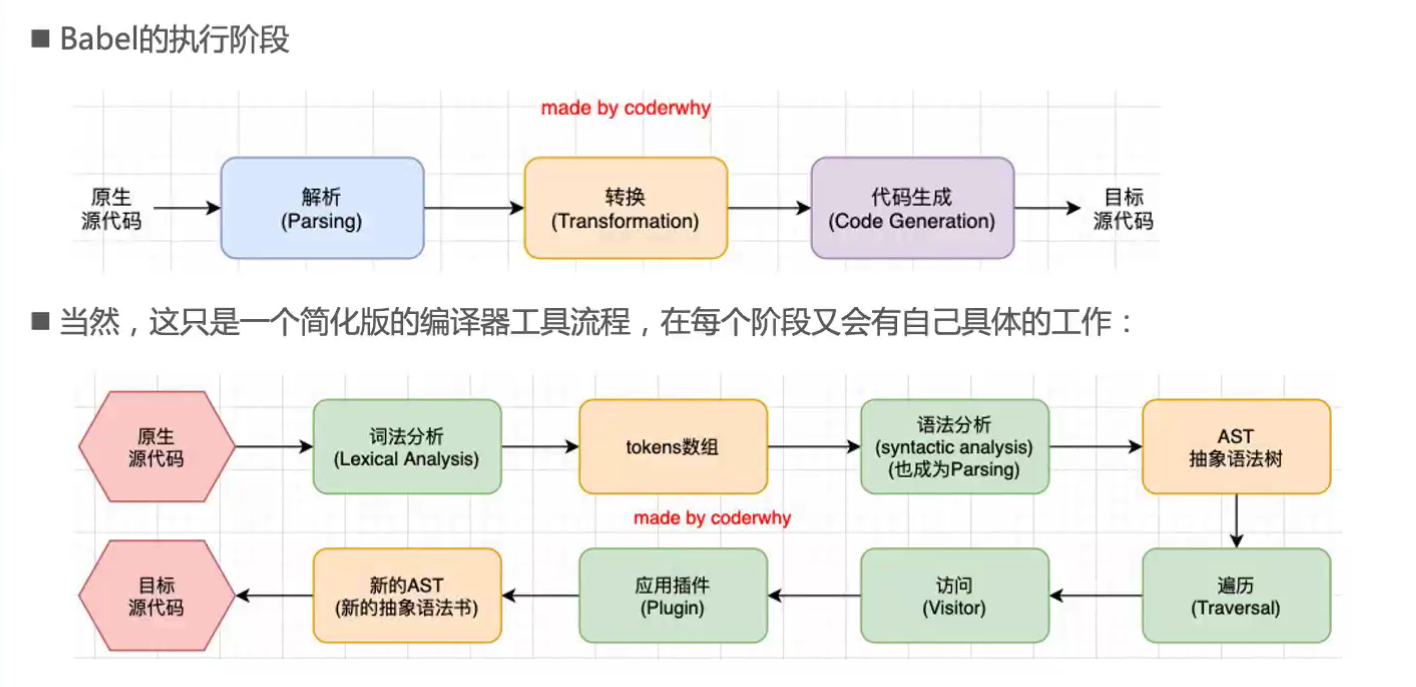 ■ Babel的执行阶段
made by coderwhy
原生
源代码
解析
(Parsing)
转换
(Transformation)
代码生成
(Code Generation)
目标
源代码
■ 当然，这只是一个简化版的编译器工具流程，在每个阶段又会有自己具体的工作：
原生
源代码
词法分析
(Lexical Analysis)
tokens数组
语法分析
(syntactic analysis)
(也成为Parsing)
AST
抽象语法树
made by coderwhy
目标
源代码
新的AST
(新的抽象语法书)
应用插件
(Plugin)
访问
(Visitor)
遍历
(Traversal)